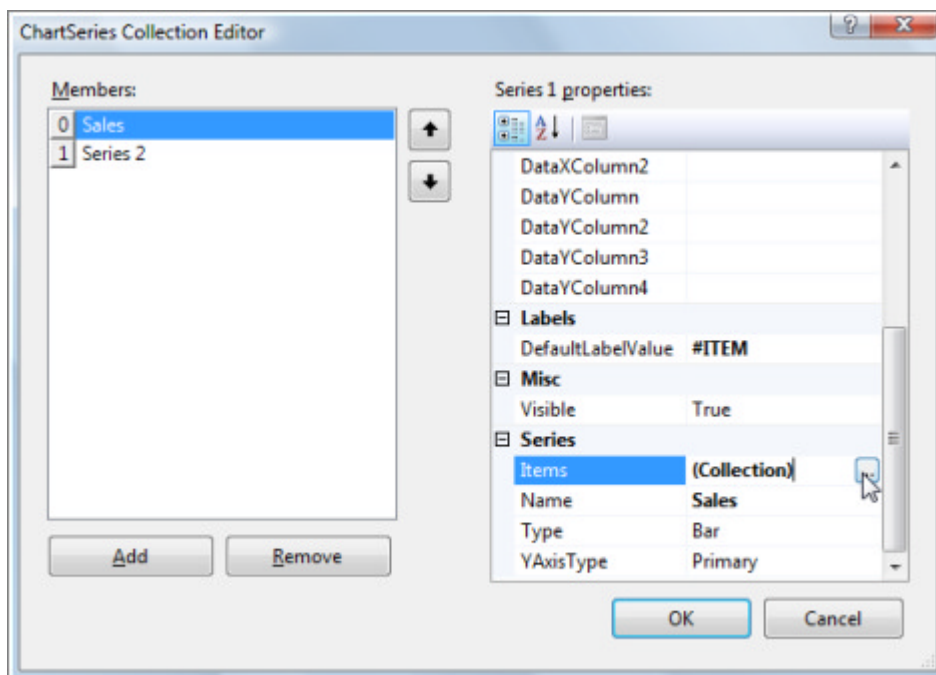 ChartSeries Collection Editor
Members:
0 Sales
1 Series 2
Add
Remove
Series 1 properties:
DataXColumn2
DataYColumn
DataYColumn2
DataYColumn3
DataYColumn4
Labels
DefaultLabelValue #ITEM
Misc
Visible True
Series
Items (Collection) ...
Name Sales
Type Bar
YAxisType Primary
OK
Cancel